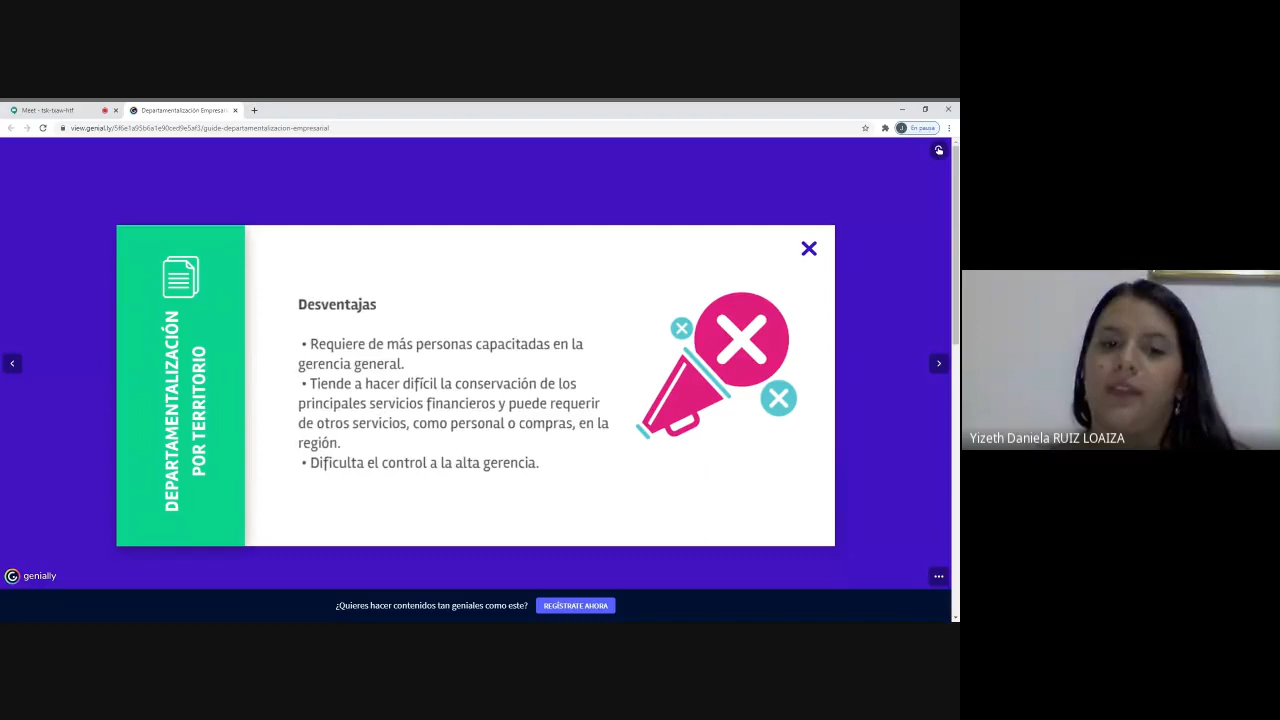 Meet - tsk-txaw-htf
Departamentalización Empresari
view.genial.ly/5f6e1a95b6a1e90ced9e5af3/guide-departamentalizacion-empresarial
J
En pausa
DEPARTAMENTALIZACIÓN
POR TERRITORIO
Desventajas
• Requiere de más personas capacitadas en la
gerencia general.
• Tiende a hacer difícil la conservación de los
principales servicios financieros y puede requerir
de otros servicios, como personal o compras, en la
región.
• Dificulta el control a la alta gerencia.
Yizeth Daniela RUIZ LOAIZA
genially
¿Quieres hacer contenidos tan geniales como este?
REGÍSTRATE AHORA